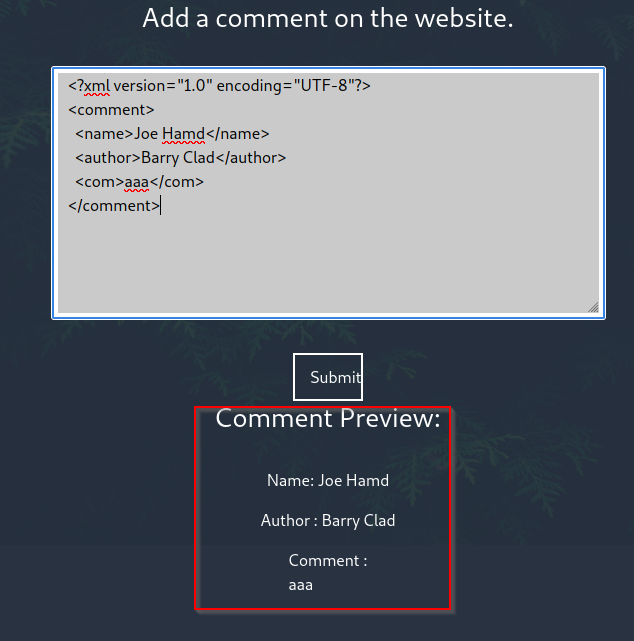 Add a comment on the website.
<?xml version="1.0" encoding="UTF-8"?>
<comment>
<name>Joe Hamd</name>
<author>Barry Clad</author>
<com>aaa</com>
</comment>
Submit
Comment Preview:
Name: Joe Hamd
Author : Barry Clad
Comment :
aaa